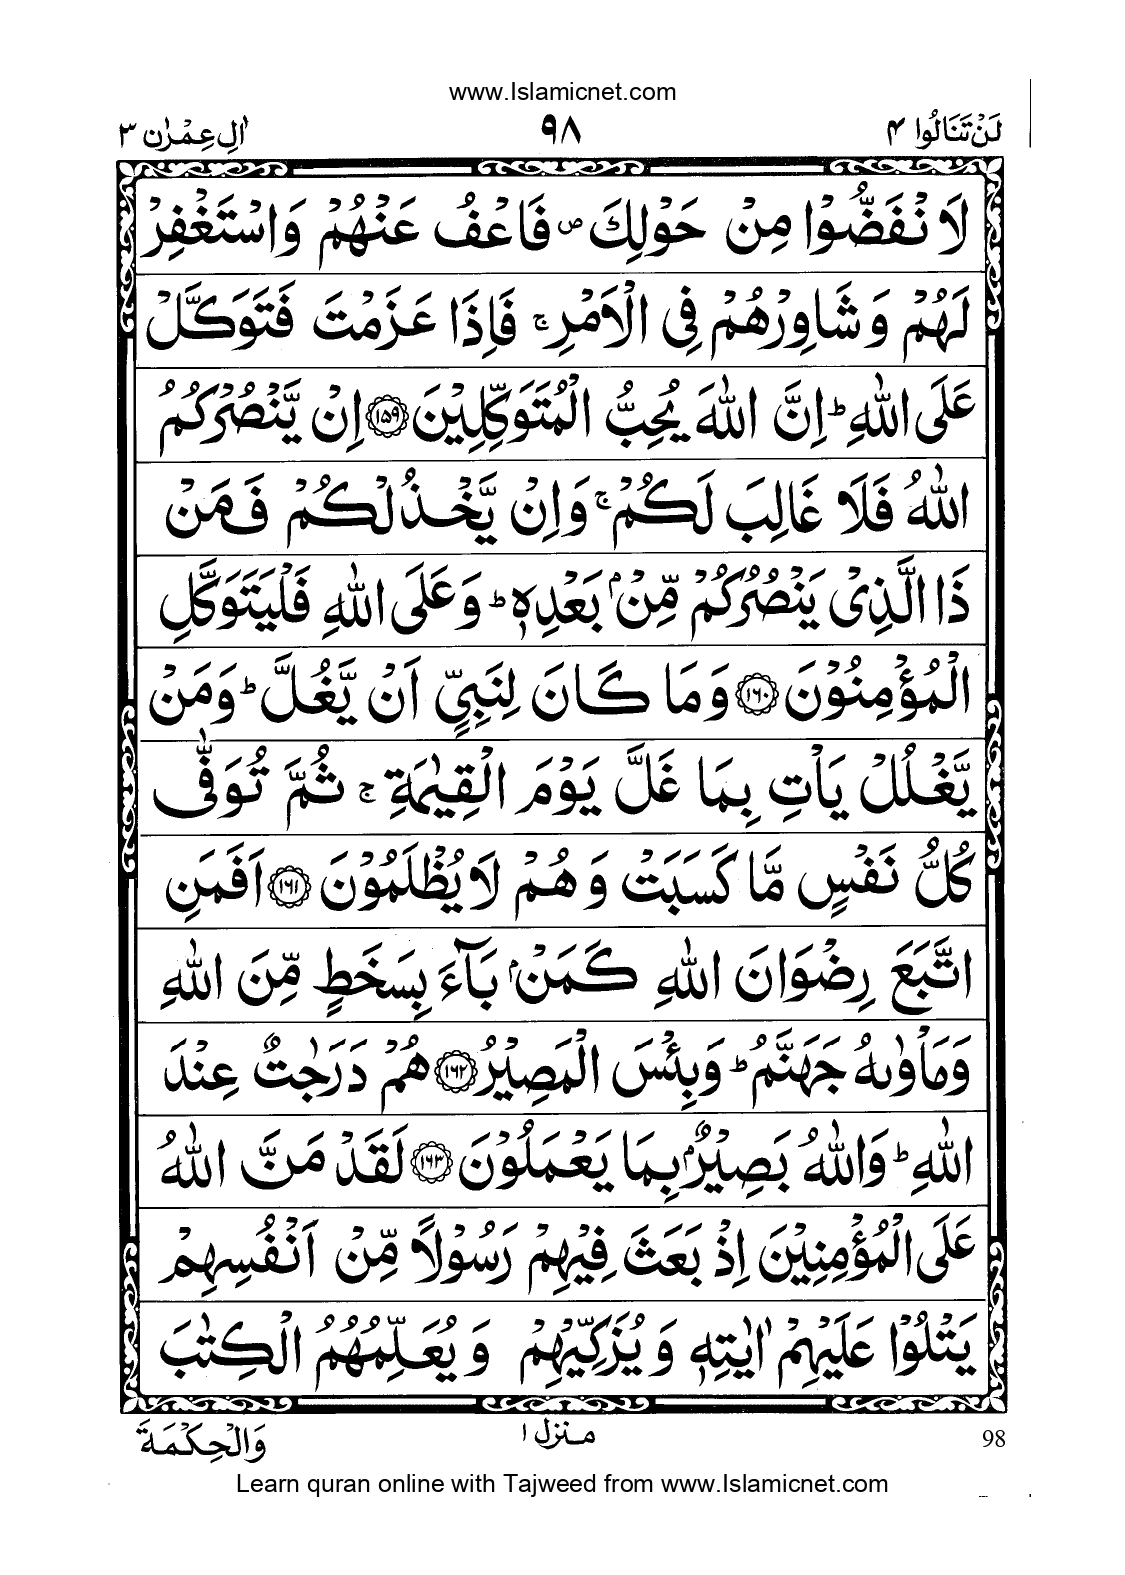 www.Islamicnet.com
لَنْ تَنَالُوا ۴ ۹۸ اٰلِ عِمْرٰن ۳
لَا نْفَضُّوْا مِنْ حَوْلِكَ ۖ فَاعْفُ عَنْهُمْ وَاسْتَغْفِرْ
لَهُمْ وَشَاوِرْهُمْ فِی الْاَمْرِ ۚ فَاِذَا عَزَمْتَ فَتَوَكَّلْ
عَلَی اللّٰهِ ؕ اِنَّ اللّٰهَ یُحِبُّ الْمُتَوَكِّلِیْنَ ﴿۱۵۹﴾ اِنْ یَّنْصُرْكُمُ
اللّٰهُ فَلَا غَالِبَ لَكُمْ ۚ وَاِنْ یَّخْذُلْكُمْ فَمَنْ
ذَا الَّذِیْ یَنْصُرُكُمْ مِّنْۢ بَعْدِهٖ ؕ وَعَلَی اللّٰهِ فَلْیَتَوَكَّلِ
الْمُؤْمِنُوْنَ ﴿۱۶۰﴾ وَمَا كَانَ لِنَبِیٍّ اَنْ یَّغُلَّ ؕ وَمَنْ
یَّغْلُلْ یَاْتِ بِمَا غَلَّ یَوْمَ الْقِیٰمَةِ ۚ ثُمَّ تُوَفّٰی
كُلُّ نَفْسٍ مَّا كَسَبَتْ وَهُمْ لَا یُظْلَمُوْنَ ﴿۱۶۱﴾ اَفَمَنِ
اتَّبَعَ رِضْوَانَ اللّٰهِ كَمَنْۢ بَآءَ بِسَخَطٍ مِّنَ اللّٰهِ
وَمَاْوٰىهُ جَهَنَّمُ ؕ وَبِئْسَ الْمَصِیْرُ ﴿۱۶۲﴾ هُمْ دَرَجٰتٌ عِنْدَ
اللّٰهِ ؕ وَاللّٰهُ بَصِیْرٌۢ بِمَا یَعْمَلُوْنَ ﴿۱۶۳﴾ لَقَدْ مَنَّ اللّٰهُ
عَلَی الْمُؤْمِنِیْنَ اِذْ بَعَثَ فِیْهِمْ رَسُوْلًا مِّنْ اَنْفُسِهِمْ
یَتْلُوْا عَلَیْهِمْ اٰیٰتِهٖ وَیُزَكِّیْهِمْ وَیُعَلِّمُهُمُ الْكِتٰبَ
وَالْحِكْمَةَ منزل ۱ 98
Learn quran online with Tajweed from www.Islamicnet.com